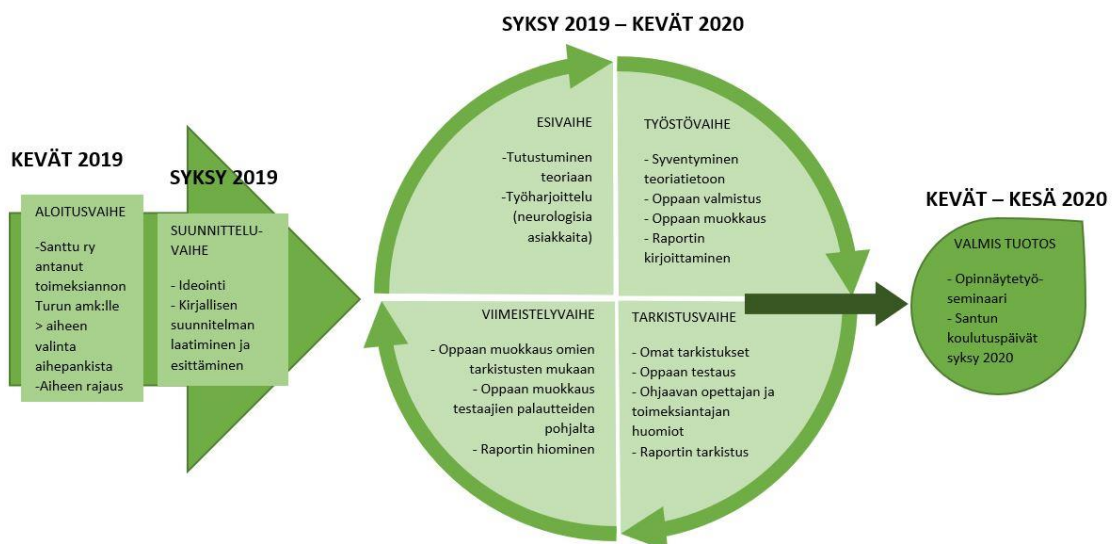 KEVÄT 2019
ALOITUSVAIHE
-Santtu ry
antanut
toimeksiannon
Turun amk:lle
> aiheen
valinta
aihepankista
-Aiheen rajaus
SYKSY 2019
SUUNNITTELU-
VAIHE
- Ideointi
- Kirjallisen
suunnitelman
laatiminen ja
esittäminen
SYKSY 2019 – KEVÄT 2020
ESIVAIHE
-Tutustuminen
teoriaan
-Työharjoittelu
(neurologisia
asiakkaita)
TYÖSTÖVAIHE
- Syventyminen
teoriatietoon
- Oppaan valmistus
- Oppaan muokkaus
- Raportin
kirjoittaminen
VIIMEISTELYVAIHE
- Oppaan muokkaus omien
tarkistusten mukaan
- Oppaan muokkaus
testaajien palautteiden
pohjalta
- Raportin hiominen
TARKISTUSVAIHE
- Omat tarkistukset
- Oppaan testaus
- Ohjaavan opettajan ja
toimeksiantajan
huomiot
- Raportin tarkistus
KEVÄT – KESÄ 2020
VALMIS TUOTOS
- Opinnäytetyö-
seminaari
- Santun
koulutuspäivät
syksy 2020